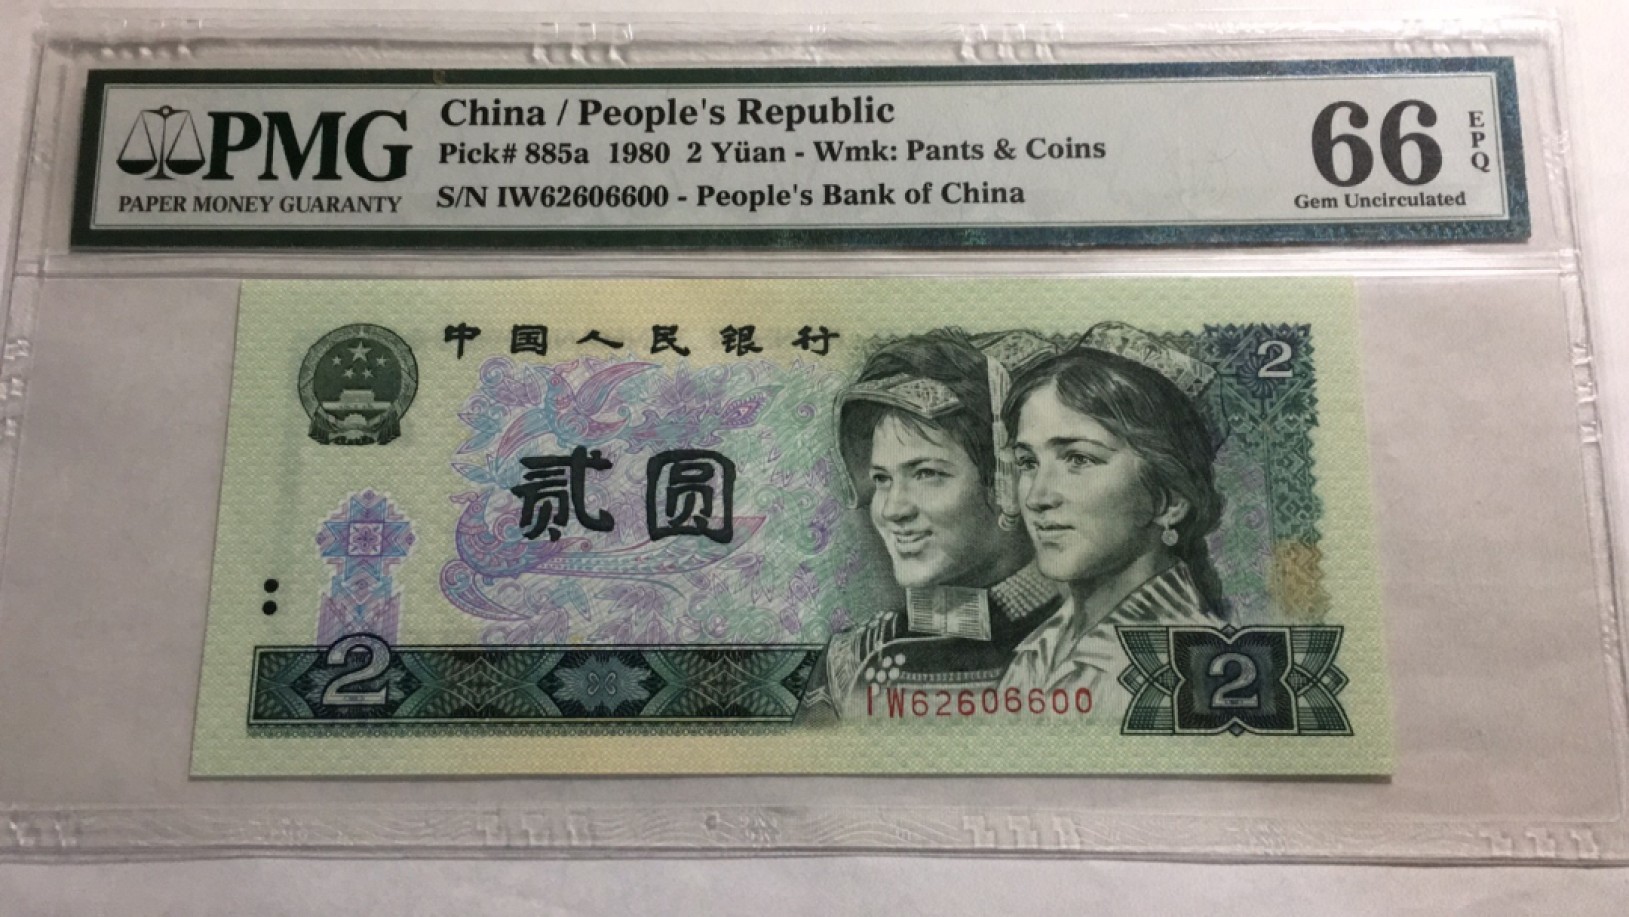 PMG
PAPER MONEY GUARANTY
China / People's Republic
Pick# 885a 1980 2 Yüan - Wmk: Pants & Coins
S/N IW62606600 - People's Bank of China
66
EPQ
Gem Uncirculated
中国人民银行
2
贰圆
2
IW62606600
2